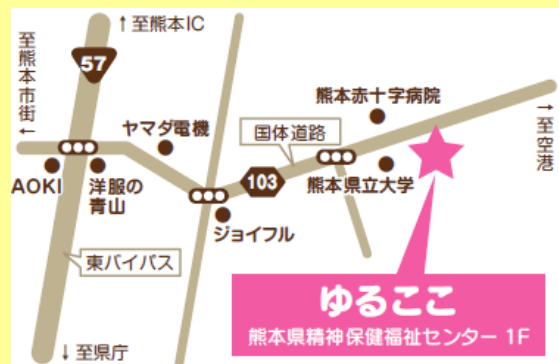 ↑至熊本IC
至熊本市街←
57
ヤマダ電機
国体道路
熊本赤十字病院
→至空港
AOKI
洋服の
青山
103
熊本県立大学
ジョイフル
東バイパス
ゆるここ
熊本県精神保健福祉センター 1F
↓至県庁